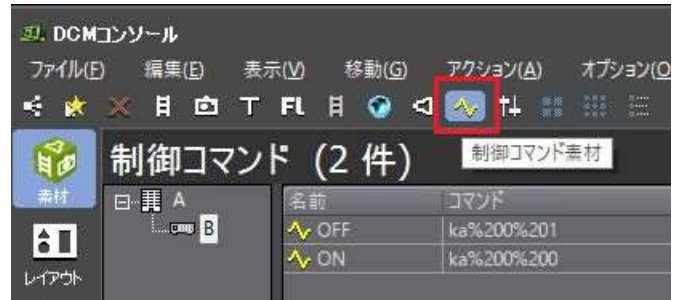 DCMコンソール
ファイル(F) 編集(E) 表示(V) 移動(G) アクション(A) オプション(O
T FL
制御コマンド (2 件)
制御コマンド素材
素材
A
B
名前 コマンド
OFF ka%200%201
ON ka%200%200
レイアウト